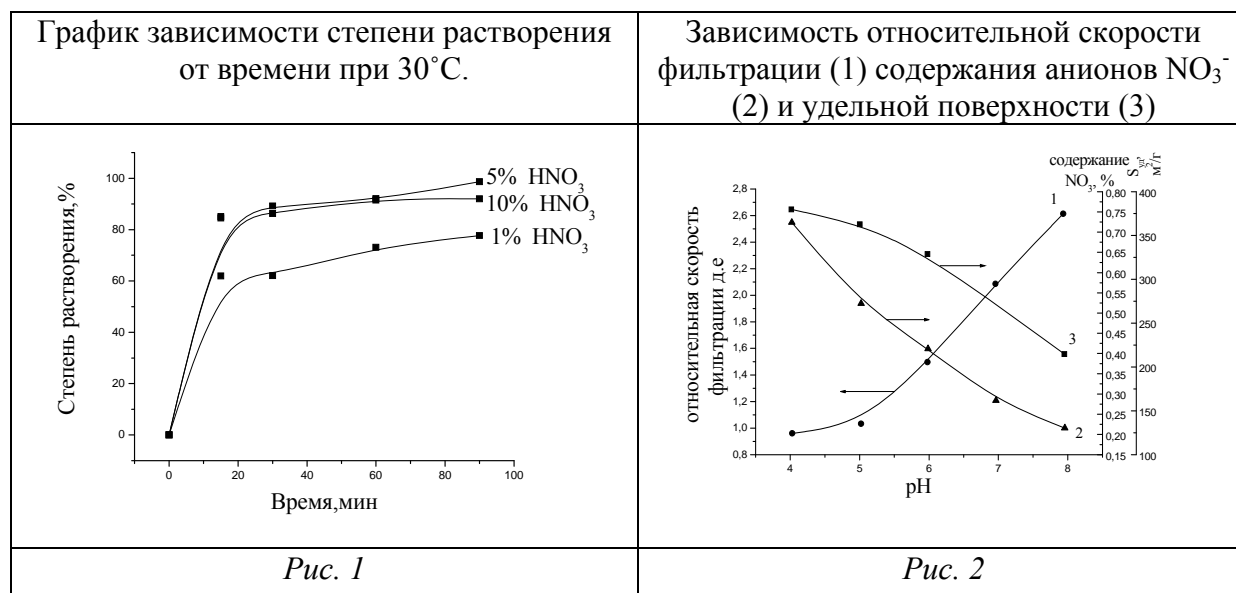 График зависимости степени растворения
от времени при 30˚С.
Зависимость относительной скорости
фильтрации (1) содержания анионов NO₃⁻
(2) и удельной поверхности (3)
Степень растворения,%
100
80
60
40
20
0
5% HNO₃
10% HNO₃
1% HNO₃
0 20 40 60 80 100
Время,мин
относительная скорость
фильтрации д.е
2,8
2,6
2,4
2,2
2,0
1,8
1,6
1,4
1,2
1,0
0,8
содержание
NO₃, %
0,80
0,75
0,70
0,65
0,60
0,55
0,50
0,45
0,40
0,35
0,30
0,25
0,20
0,15
S уд,
м²/г
400
350
300
250
200
150
100
1
3
2
4 5 6 7 8
pH
Рис. 1
Рис. 2